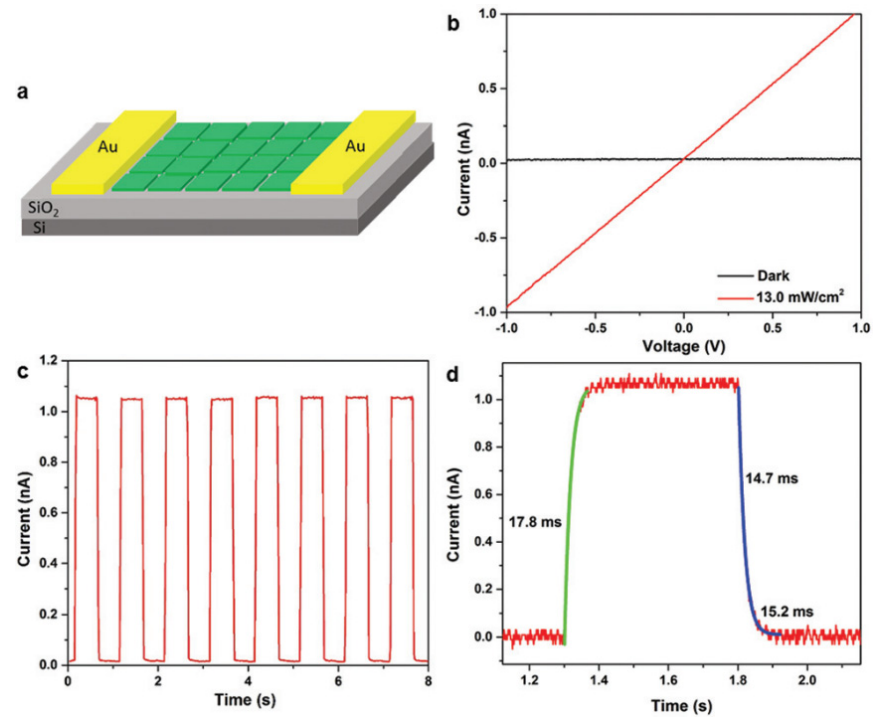 a
Au
Au
SiO2
Si
b
1.0
0.5
0.0
-0.5
-1.0
Current (nA)
Dark
13.0 mW/cm²
-1.0 -0.5 0.0 0.5 1.0
Voltage (V)
c
1.2
1.0
0.8
0.6
0.4
0.2
0.0
Current (nA)
0 2 4 6 8
Time (s)
d
1.0
0.8
0.6
0.4
0.2
0.0
Current (nA)
17.8 ms
14.7 ms
15.2 ms
1.2 1.4 1.6 1.8 2.0
Time (s)